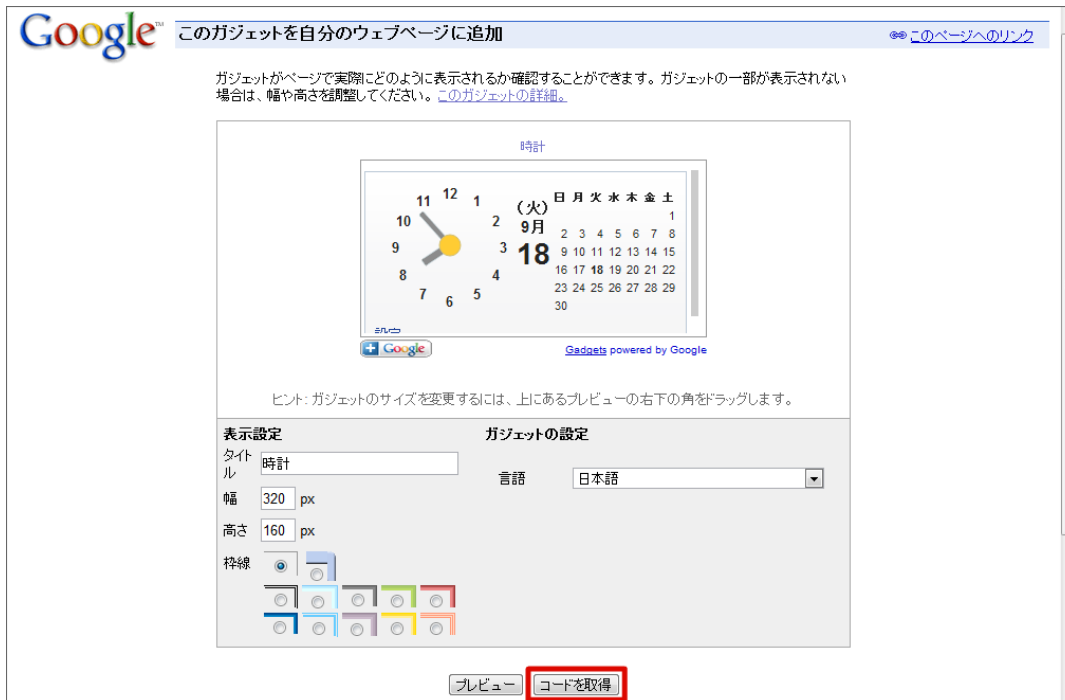 Google™
このガジェットを自分のウェブページに追加
このページへのリンク
ガジェットがページで実際にどのように表示されるか確認することができます。ガジェットの一部が表示されない
場合は、幅や高さを調整してください。このガジェットの詳細。
時計
12
11 1
10 2
9 3
8 4
7 5
6
(火)
9月
18
日 月 火 水 木 金 土
1
2 3 4 5 6 7 8
9 10 11 12 13 14 15
16 17 18 19 20 21 22
23 24 25 26 27 28 29
30
Google
Gadgets powered by Google
ヒント: ガジェットのサイズを変更するには、上にあるプレビューの右下の角をドラッグします。
表示設定
タイト
ル
時計
幅 320 px
高さ 160 px
枠線
ガジェットの設定
言語 日本語
プレビュー
コードを取得